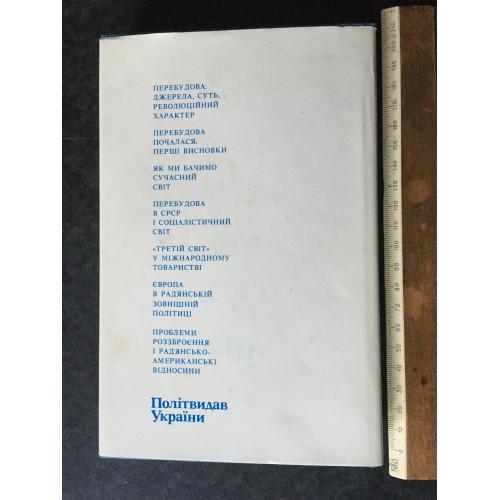 ПЕРЕБУДОВА:
ДЖЕРЕЛА, СУТЬ,
РЕВОЛЮЦІЙНИЙ
ХАРАКТЕР
ПЕРЕБУДОВА
ПОЧАЛАСЯ.
ПЕРШІ ВИСНОВКИ
ЯК МИ БАЧИМО
СУЧАСНИЙ
СВІТ
ПЕРЕБУДОВА
В СРСР
І СОЦІАЛІСТИЧНИЙ
СВІТ
«ТРЕТІЙ СВІТ»
У МІЖНАРОДНОМУ
ТОВАРИСТВІ
ЄВРОПА
В РАДЯНСЬКІЙ
ЗОВНІШНІЙ
ПОЛІТИЦІ
ПРОБЛЕМИ
РОЗЗБРОЄННЯ
І РАДЯНСЬКО-
АМЕРИКАНСЬКІ
ВІДНОСИНИ
Політвидав
України